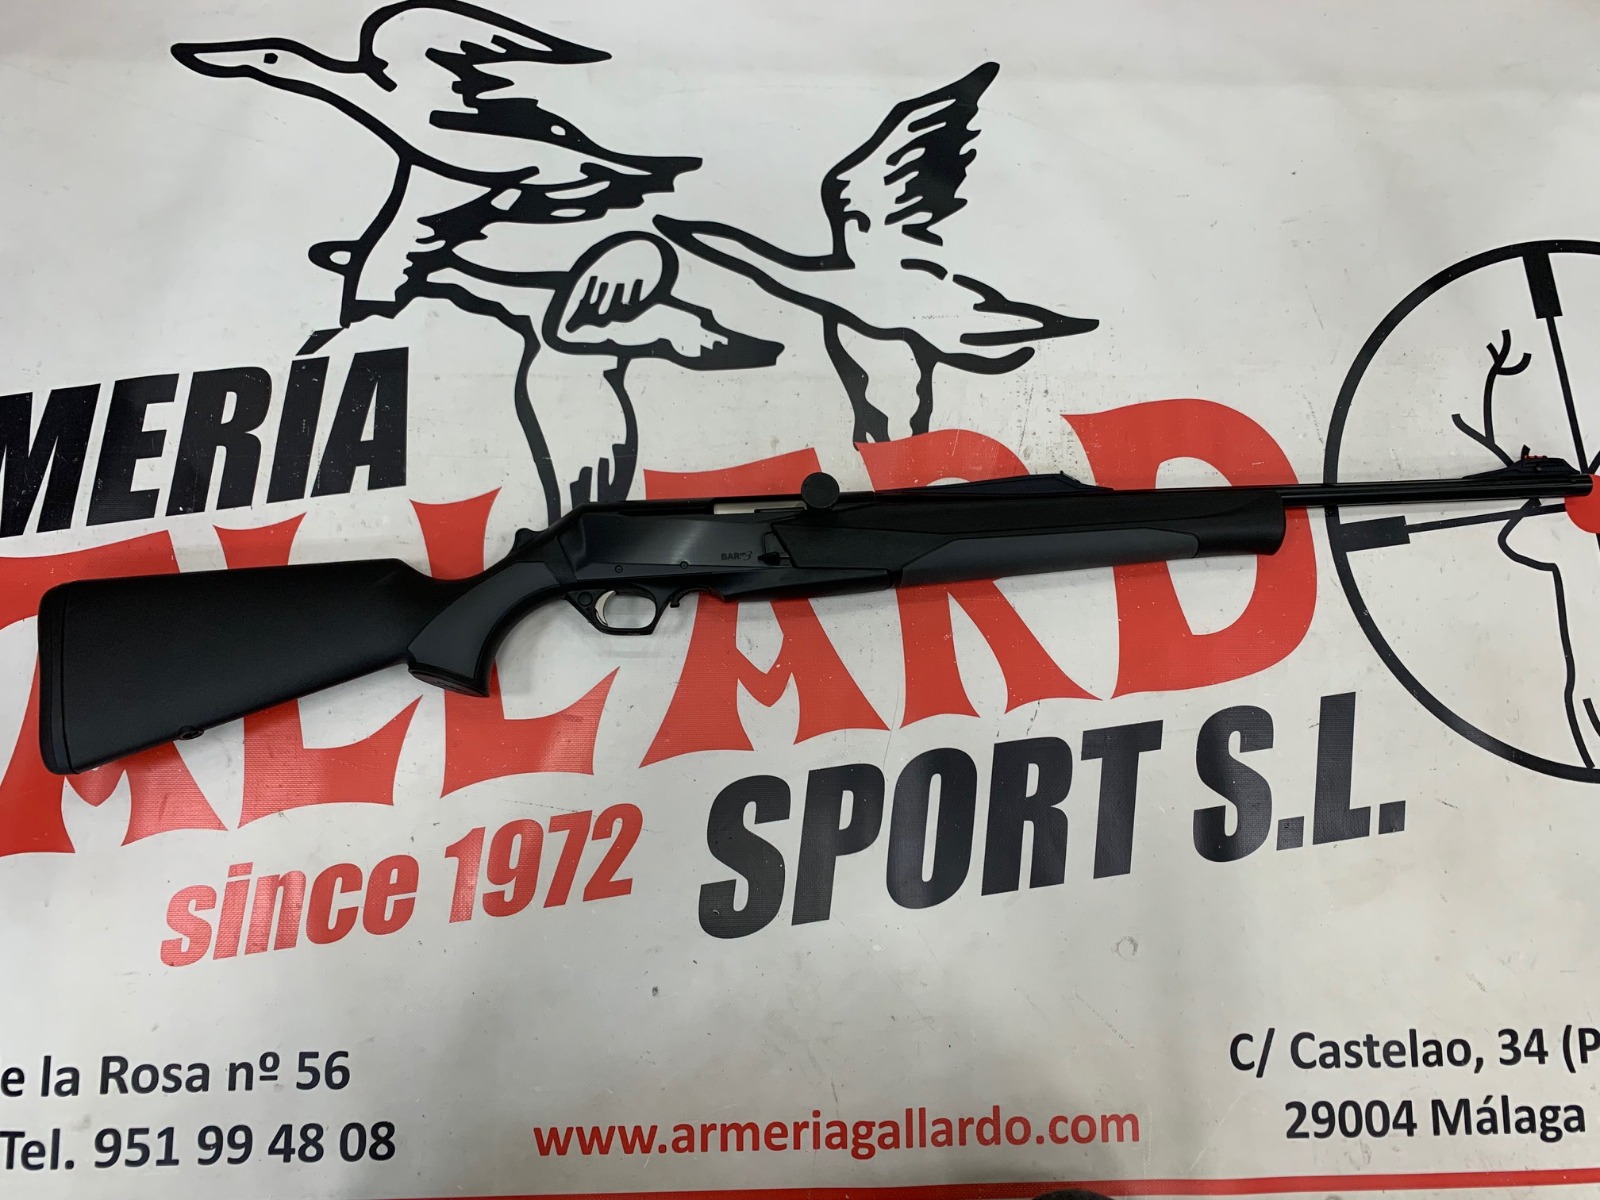 MERÍA
GALLARDO
SPORT S.L.
since 1972
BAR
e la Rosa nº 56
Tel. 951 99 48 08
www.armeriagallardo.com
C/ Castelao, 34 (P
29004 Málaga